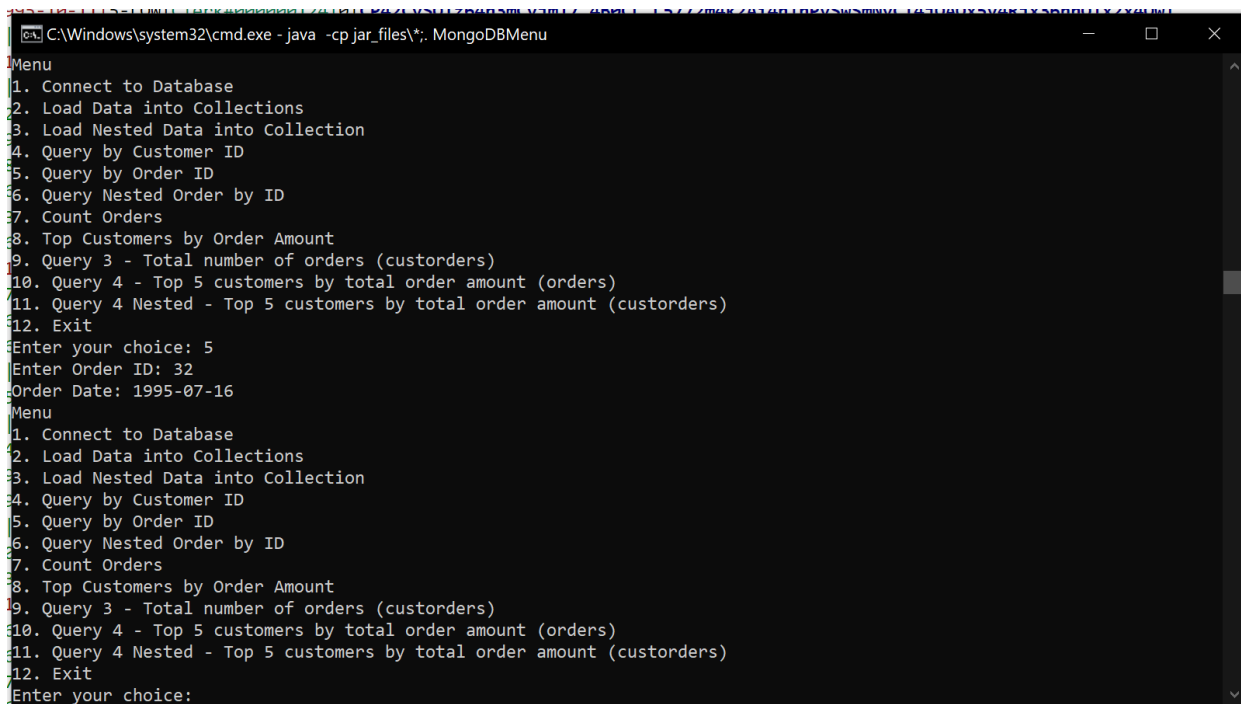 C:\Windows\system32\cmd.exe - java  -cp jar_files\*;. MongoDBMenu
Menu
1. Connect to Database
2. Load Data into Collections
3. Load Nested Data into Collection
4. Query by Customer ID
5. Query by Order ID
6. Query Nested Order by ID
7. Count Orders
8. Top Customers by Order Amount
9. Query 3 - Total number of orders (custorders)
10. Query 4 - Top 5 customers by total order amount (orders)
11. Query 4 Nested - Top 5 customers by total order amount (custorders)
12. Exit
Enter your choice: 5
Enter Order ID: 32
Order Date: 1995-07-16
Menu
1. Connect to Database
2. Load Data into Collections
3. Load Nested Data into Collection
4. Query by Customer ID
5. Query by Order ID
6. Query Nested Order by ID
7. Count Orders
8. Top Customers by Order Amount
9. Query 3 - Total number of orders (custorders)
10. Query 4 - Top 5 customers by total order amount (orders)
11. Query 4 Nested - Top 5 customers by total order amount (custorders)
12. Exit
Enter your choice: